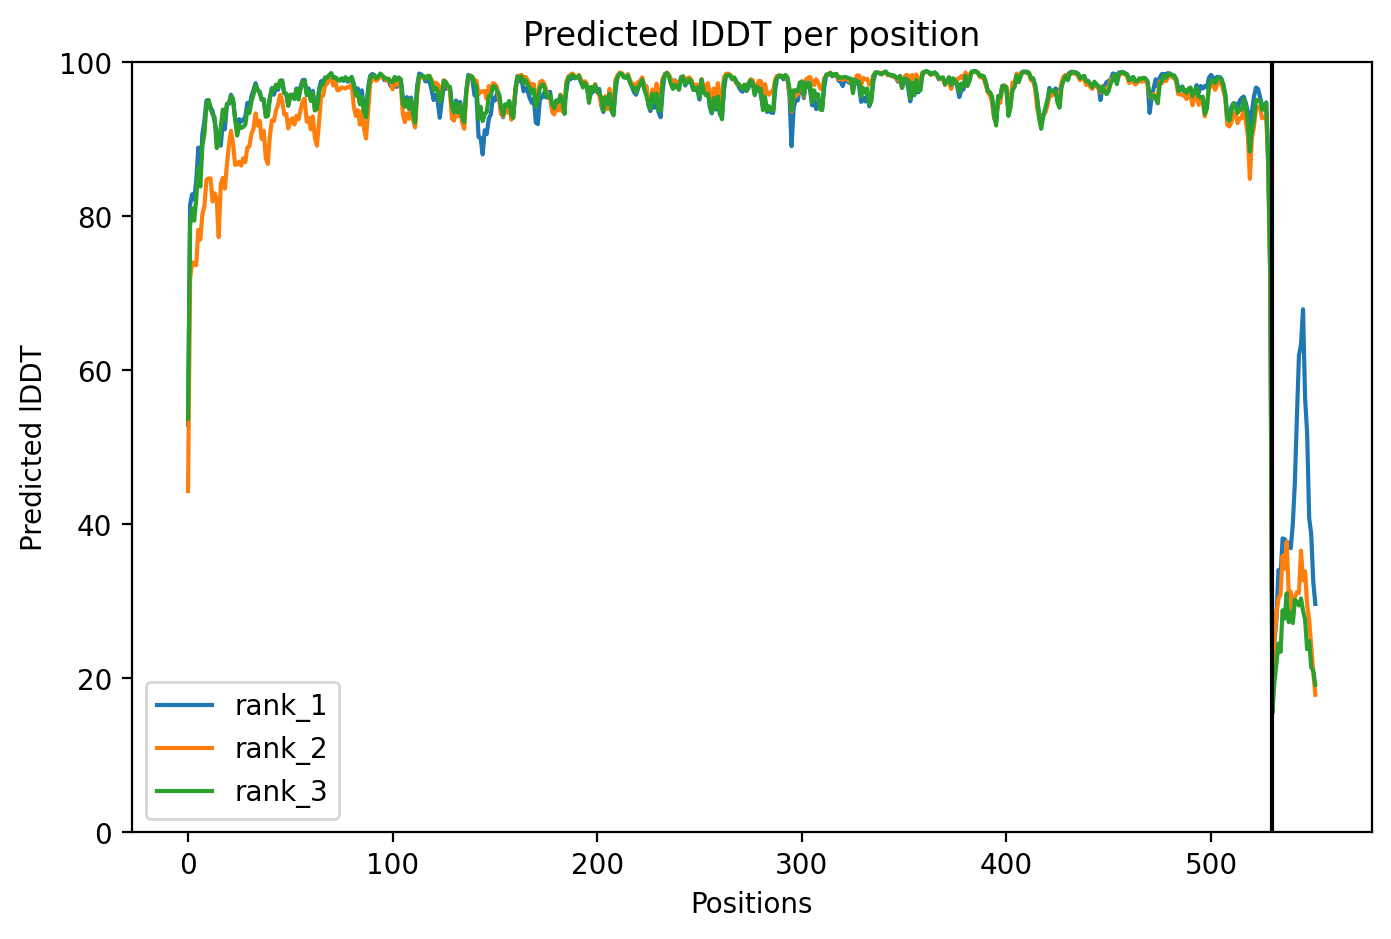 Predicted lDDT per position
100
80
60
40
20
0
Predicted lDDT
rank_1
rank_2
rank_3
0 100 200 300 400 500
Positions